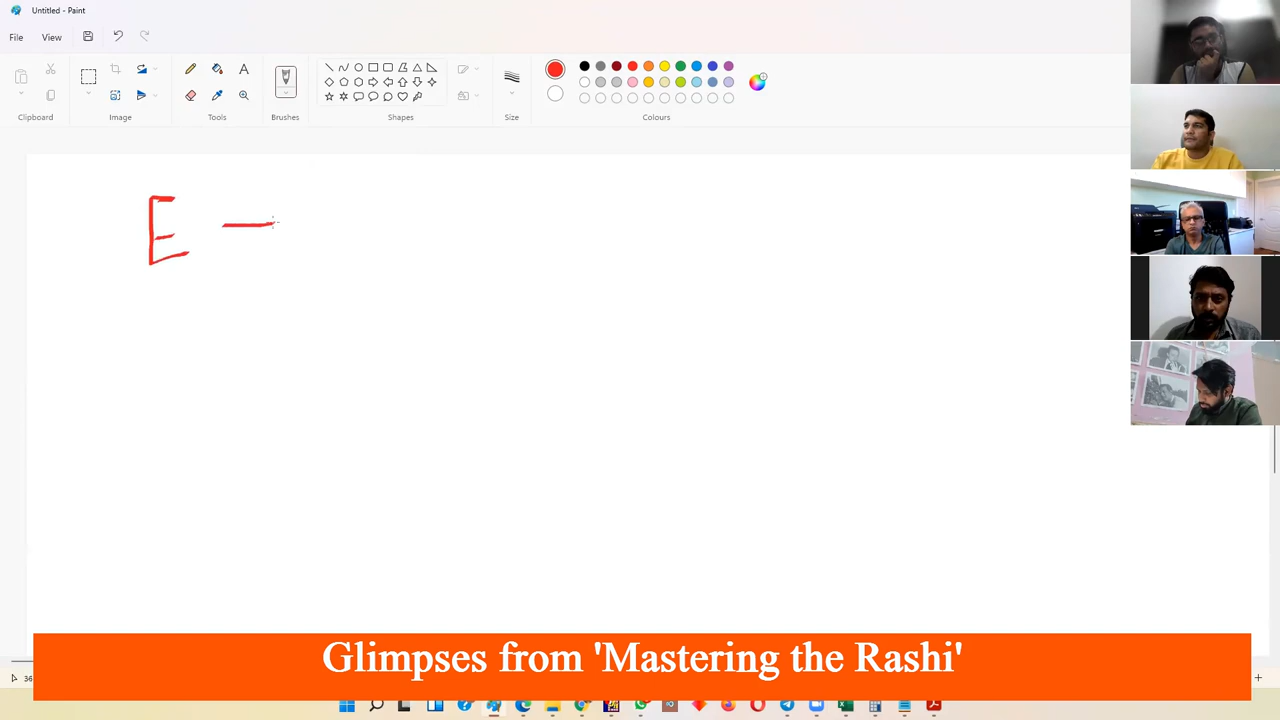 Untitled - Paint
File View
Clipboard
Image
Tools
Brushes
Shapes
Size
Colours
E —
Glimpses from 'Mastering the Rashi'